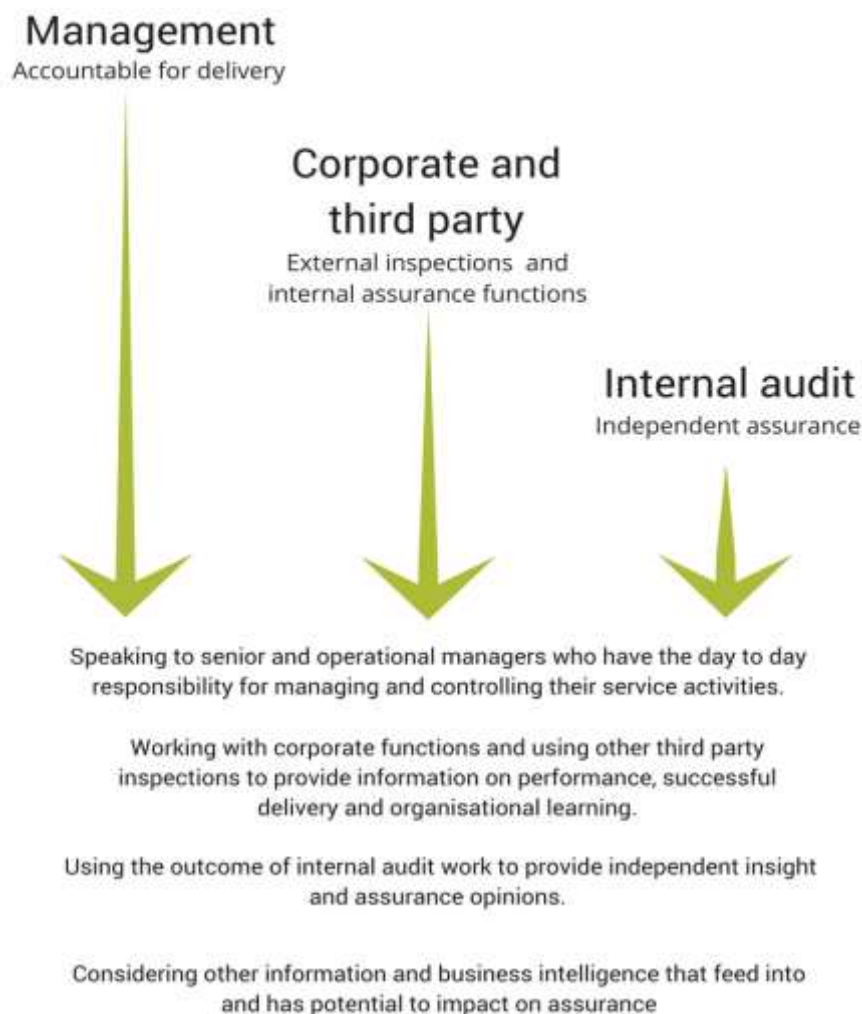 Management
Accountable for delivery
Corporate and
third party
External inspections and
internal assurance functions
Internal audit
Independent assurance
Speaking to senior and operational managers who have the day to day
responsibility for managing and controlling their service activities.
Working with corporate functions and using other third party
inspections to provide information on performance, successful
delivery and organisational learning.
Using the outcome of internal audit work to provide independent insight
and assurance opinions.
Considering other information and business intelligence that feed into
and has potential to impact on assurance